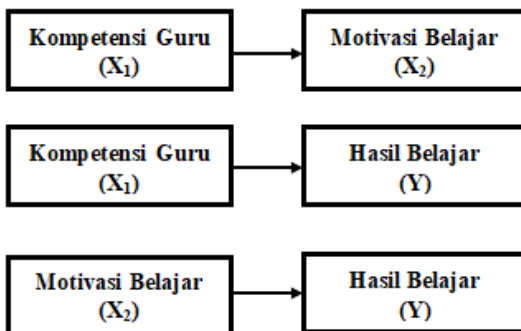 Kompetensi Guru
(X₁)
Motivasi Belajar
(X₂)
Kompetensi Guru
(X₁)
Hasil Belajar
(Y)
Motivasi Belajar
(X₂)
Hasil Belajar
(Y)